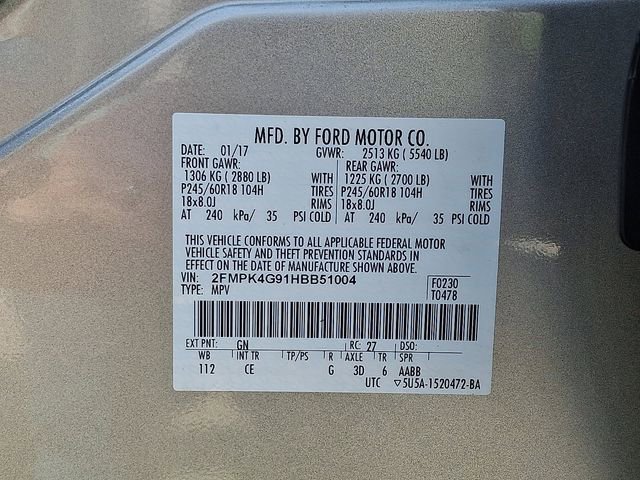 MFD. BY FORD MOTOR CO.
DATE: 01/17 GVWR: 2513 KG ( 5540 LB)
FRONT GAWR: REAR GAWR:
1306 KG ( 2880 LB) WITH 1225 KG ( 2700 LB) WITH
P245/60R18 104H TIRES P245/60R18 104H TIRES
18x8.0J RIMS 18x8.0J RIMS
AT 240 kPa/ 35 PSI COLD AT 240 kPa/ 35 PSI COLD
THIS VEHICLE CONFORMS TO ALL APPLICABLE FEDERAL MOTOR
VEHICLE SAFETY AND THEFT PREVENTION STANDARDS IN
EFFECT ON THE DATE OF MANUFACTURE SHOWN ABOVE.
VIN: 2FMPK4G91HBB51004 F0230
TYPE: MPV T0478
EXT PNT: GN RC: 27 DSO:
WB INT TR TP/PS R AXLE TR SPR
112 CE G 3D 6 AABB
UTC ▽5U5A-1520472-BA